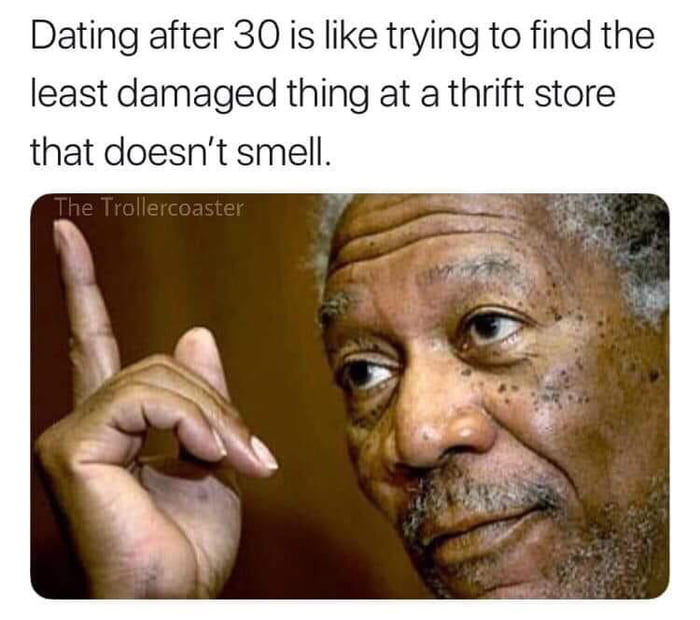 Dating after 30 is like trying to find the
least damaged thing at a thrift store
that doesn't smell.
The Trollercoaster